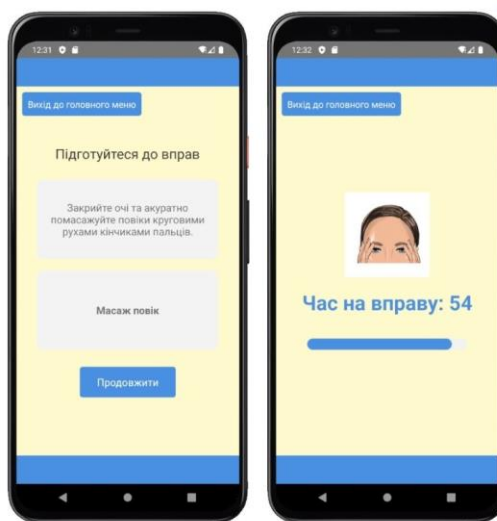 12:31
Вихід до головного меню
Підготуйтеся до вправ
Закрийте очі та акуратно
помасажуйте повіки круговими
рухами кінчиками пальців.
Масаж повік
Продовжити
12:32
Вихід до головного меню
Час на вправу: 54